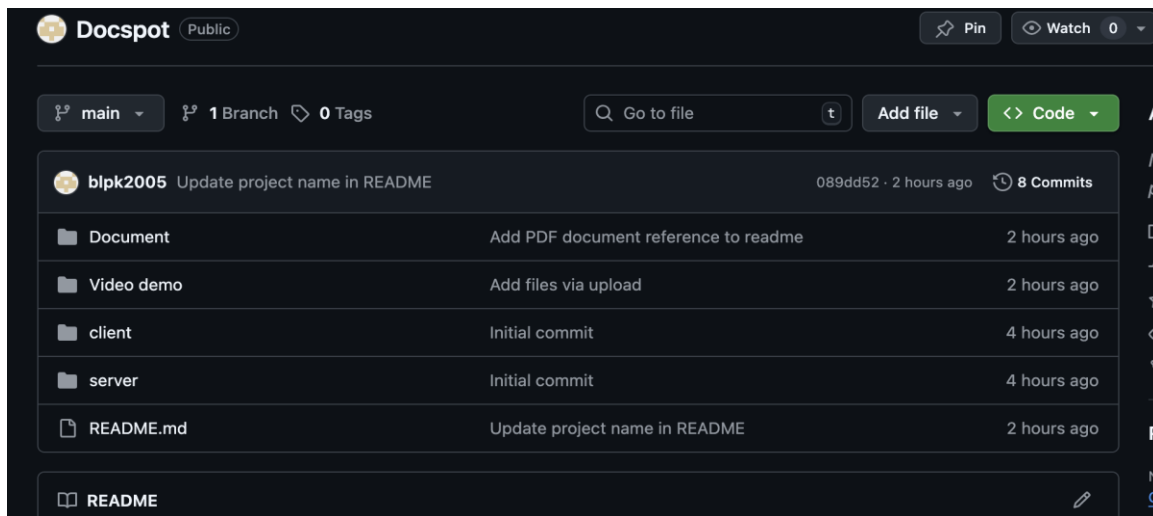 Docspot Public Pin Watch 0
main 1 Branch 0 Tags Go to file t Add file Code
blpk2005 Update project name in README 089dd52 · 2 hours ago 8 Commits
Document Add PDF document reference to readme 2 hours ago
Video demo Add files via upload 2 hours ago
client Initial commit 4 hours ago
server Initial commit 4 hours ago
README.md Update project name in README 2 hours ago
README